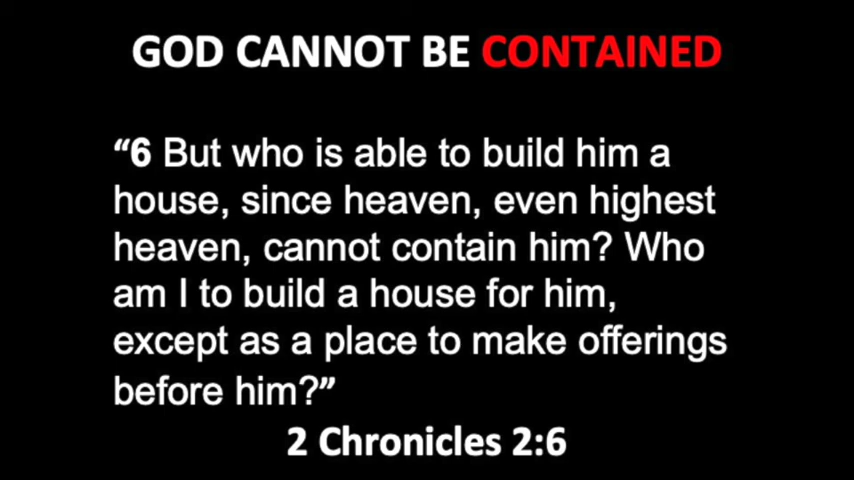 GOD CANNOT BE CONTAINED
“6 But who is able to build him a
house, since heaven, even highest
heaven, cannot contain him? Who
am I to build a house for him,
except as a place to make offerings
before him?”
2 Chronicles 2:6